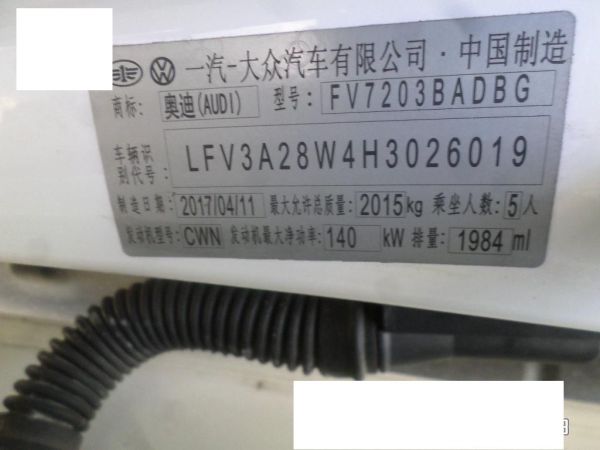 一汽-大众汽车有限公司·中国制造
商标: 奥迪(AUDI) 型号: FV7203BADBG
车辆识别代号: LFV3A28W4H3026019
制造日期: 2017/04/11 最大允许总质量: 2015kg 乘坐人数: 5人
发动机型号: CWN 发动机最大净功率: 140 kW 排量: 1984 ml